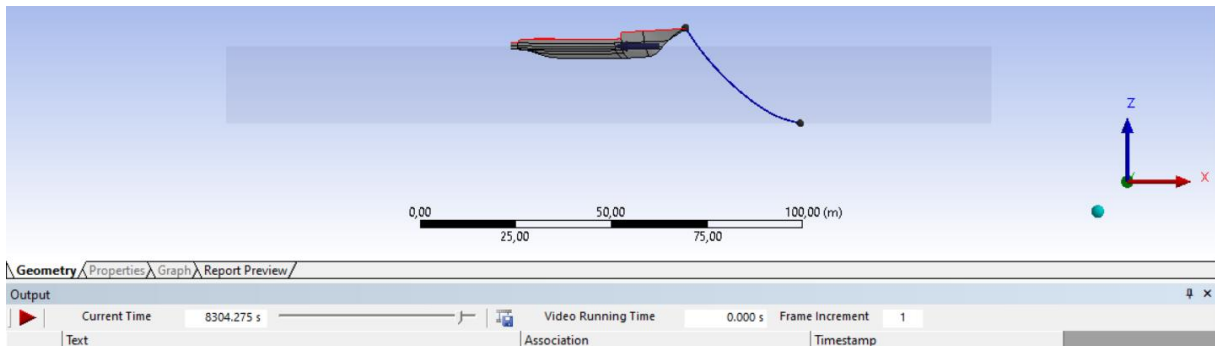 Z
X
Y
0,00 50,00 100,00 (m)
25,00 75,00
Geometry Properties Graph Report Preview
Output
Current Time 8304.275 s Video Running Time 0.000 s Frame Increment 1
Text Association Timestamp